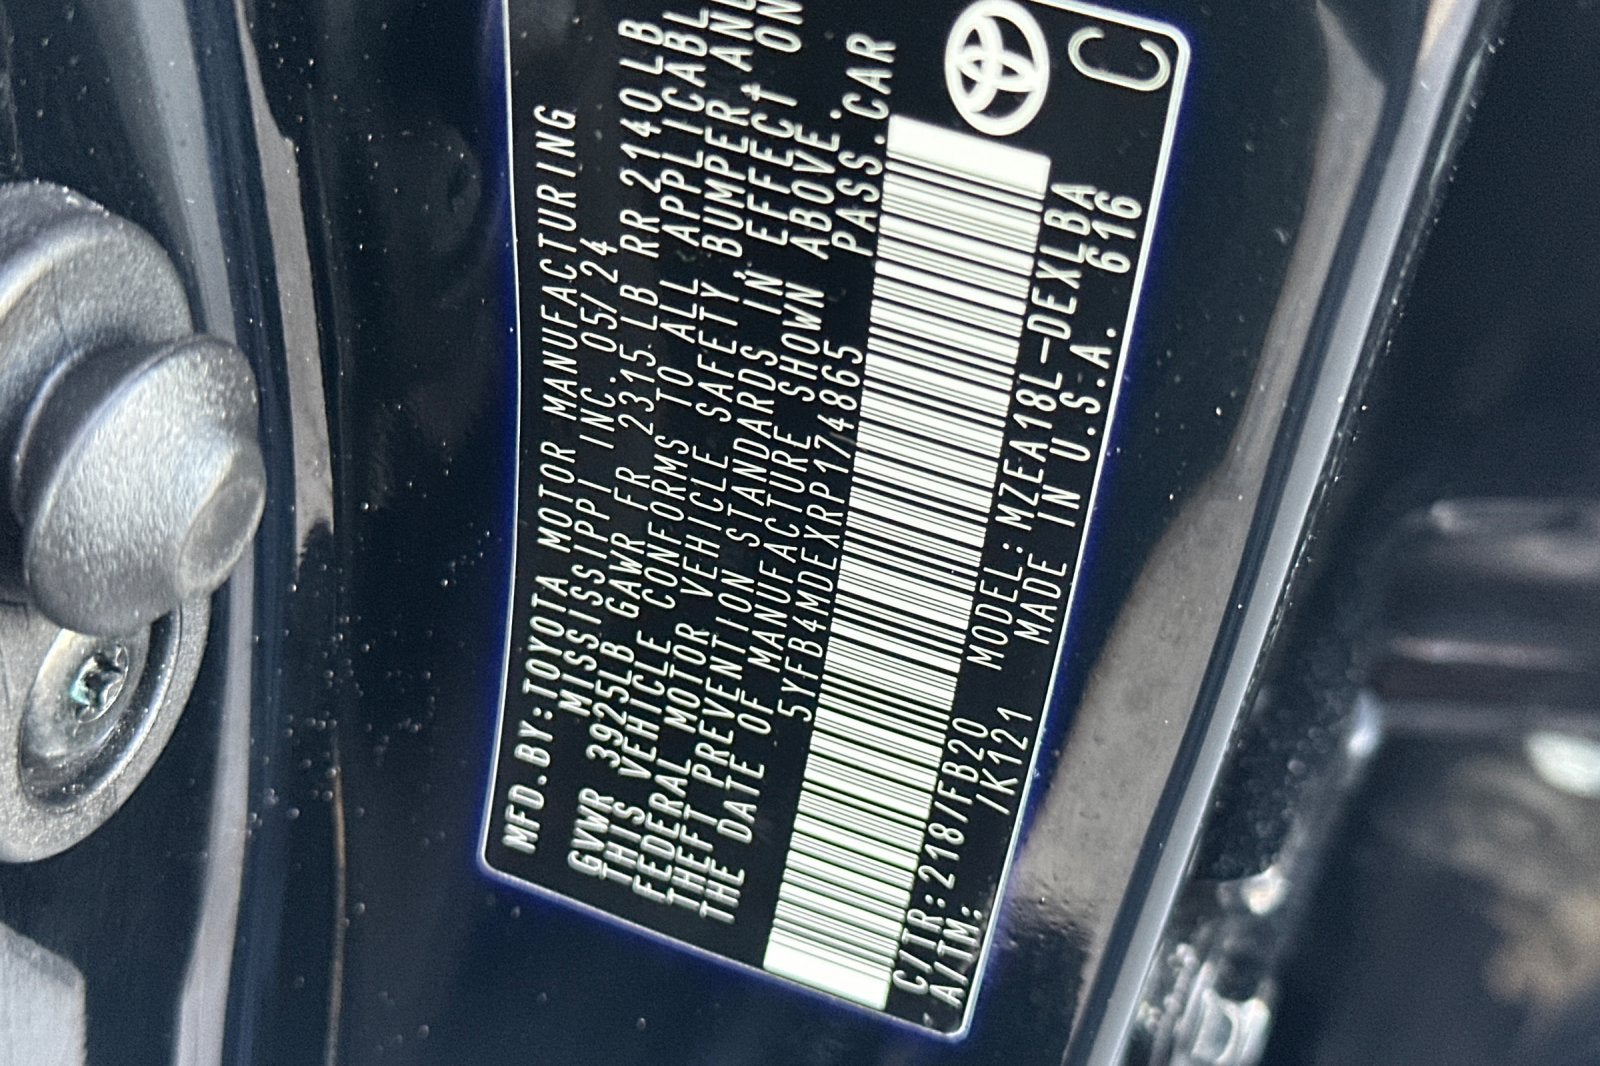 MFD.BY:TOYOTA MOTOR MANUFACTURING
MISSISSIPPI INC. 05/24
GVWR 3925LB GAWR FR 2315LB RR 2140LB
THIS VEHICLE CONFORMS TO ALL APPLICABL
FEDERAL MOTOR VEHICLE SAFETY,BUMPER,AND
THEFT PREVENTION STANDARDS IN EFFECT ON
THE DATE OF MANUFACTURE SHOWN ABOVE.
5YFB4MDEXRP174865 PASS.CAR
C/TR:218/FB20 MODEL:MZEA18L-DEXLBA
A/TM: /K121 MADE IN U.S.A. 616
C